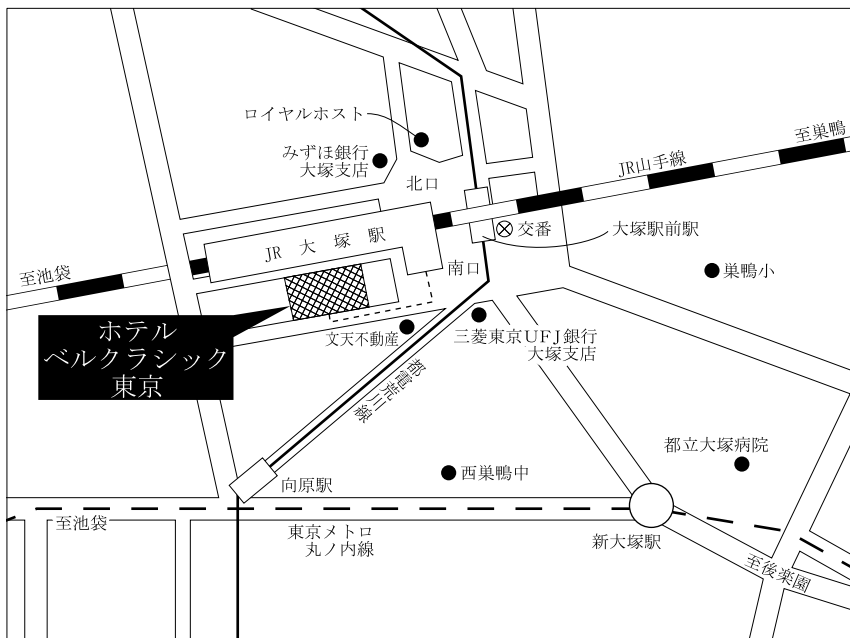 ロイヤルホスト
みずほ銀行
大塚支店
北口
至巣鴨
JR山手線
JR 大 塚 駅
交番
大塚駅前駅
南口
至池袋
巣鴨小
ホテル
ベルクラシック
東京
文天不動産
三菱東京UFJ銀行
大塚支店
都電荒川線
都立大塚病院
向原駅
西巣鴨中
至池袋
東京メトロ
丸ノ内線
新大塚駅
至後楽園